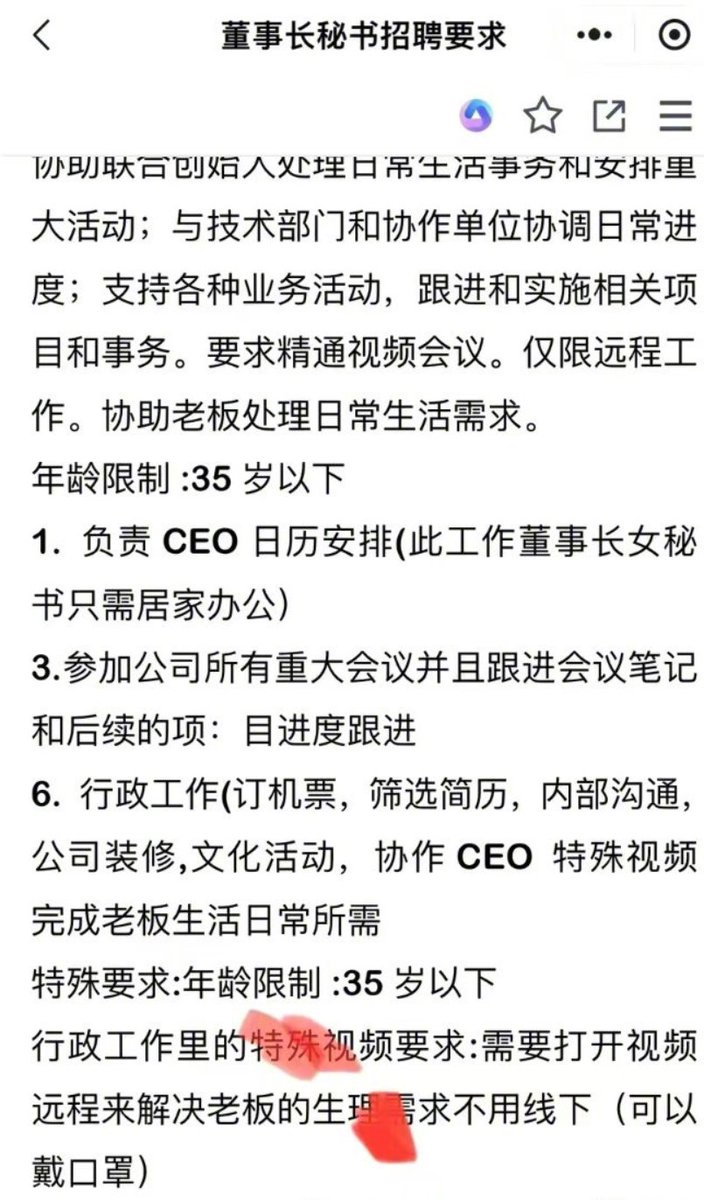 董事长秘书招聘要求
协助联合创始人处理日常生活事务和安排重
大活动；与技术部门和协作单位协调日常进
度；支持各种业务活动，跟进和实施相关项
目和事务。要求精通视频会议。仅限远程工
作。协助老板处理日常生活需求。
年龄限制 :35 岁以下
1. 负责 CEO 日历安排(此工作董事长女秘
书只需居家办公）
3.参加公司所有重大会议并且跟进会议笔记
和后续的项：目进度跟进
6. 行政工作(订机票，筛选简历，内部沟通，
公司装修,文化活动，协作 CEO 特殊视频
完成老板生活日常所需
特殊要求:年龄限制 :35 岁以下
行政工作里的特殊视频要求:需要打开视频
远程来解决老板的生理需求不用线下（可以
戴口罩）